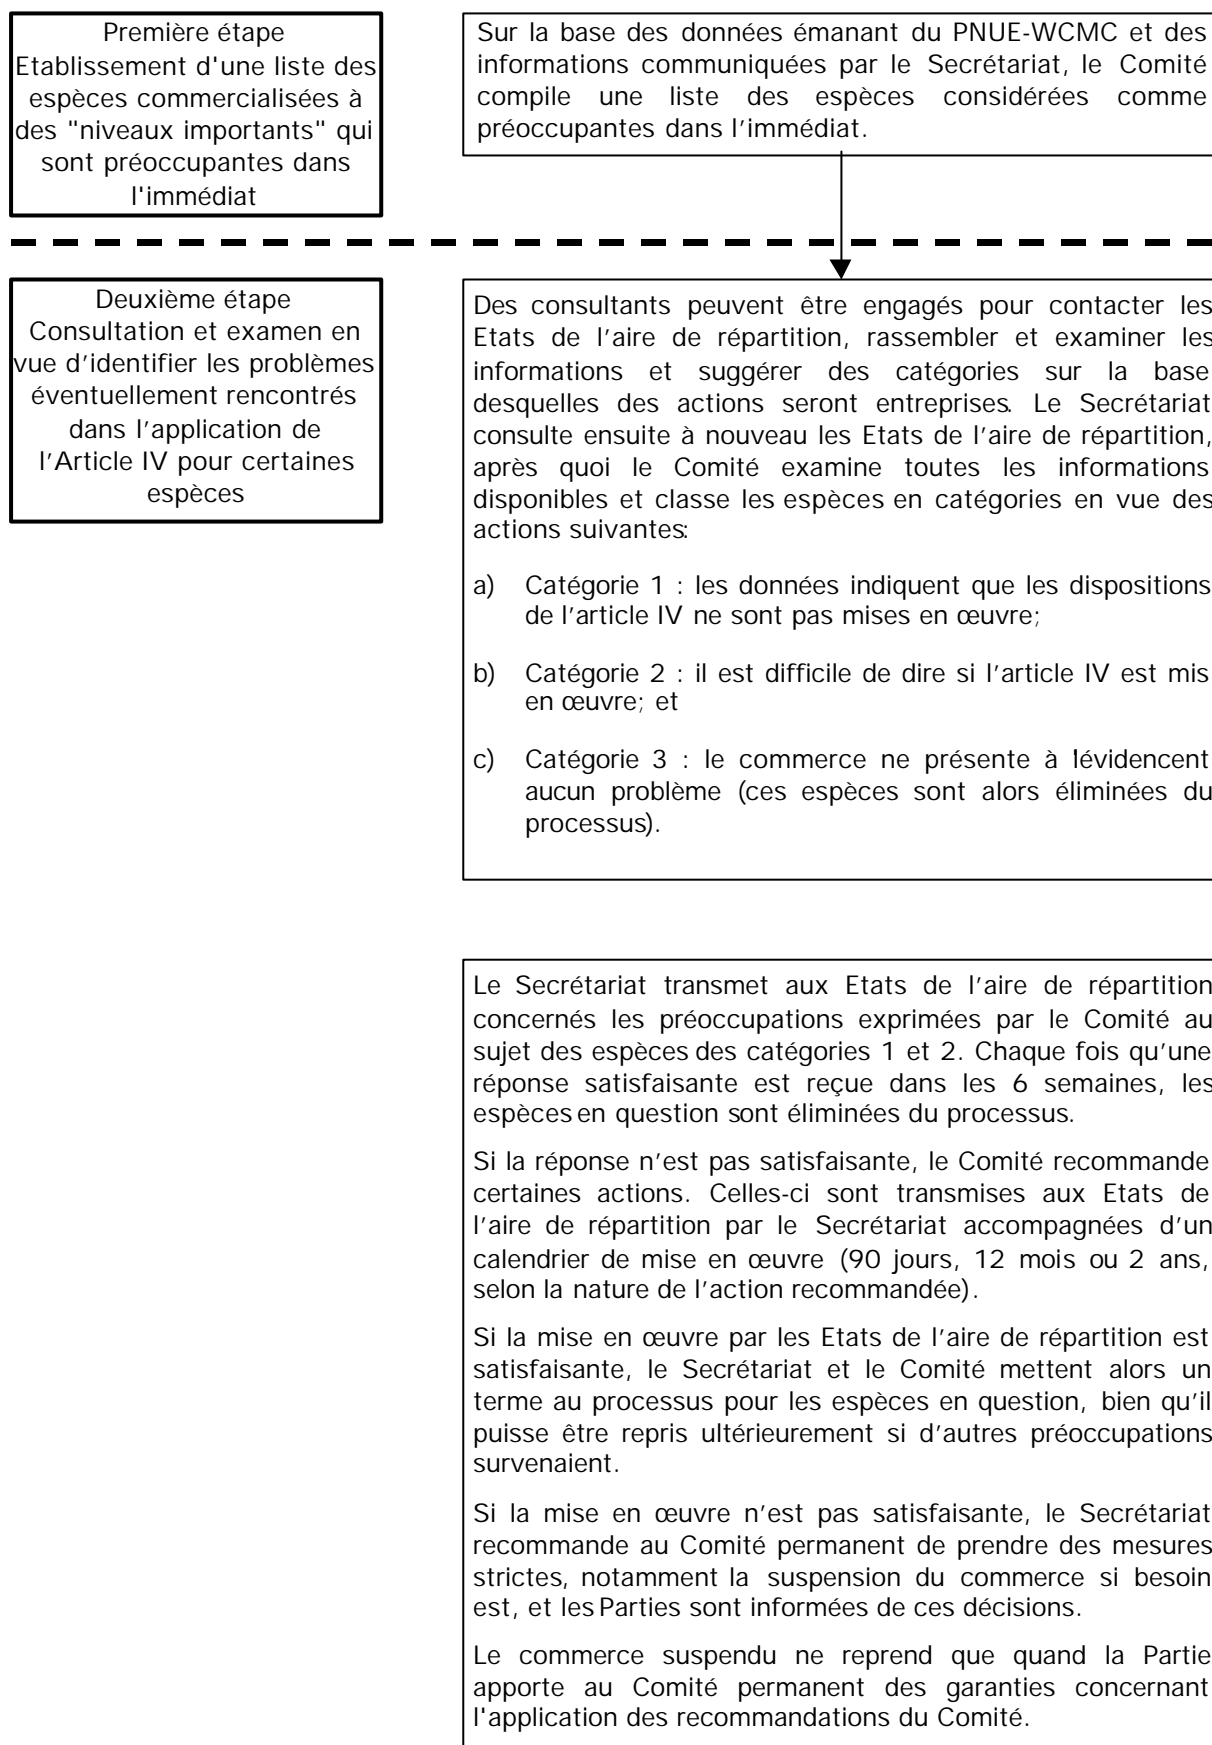 Première étape
Etablissement d'une liste des
espèces commercialisées à
des "niveaux importants" qui
sont préoccupantes dans
l'immédiat
Sur la base des données émanant du PNUE-WCMC et des
informations communiquées par le Secrétariat, le Comité
compile une liste des espèces considérées comme
préoccupantes dans l’immédiat.
Deuxième étape
Consultation et examen en
vue d’identifier les problèmes
éventuellement rencontrés
dans l’application de
l’Article IV pour certaines
espèces
Des consultants peuvent être engagés pour contacter les
Etats de l’aire de répartition, rassembler et examiner les
informations et suggérer des catégories sur la base
desquelles des actions seront entreprises. Le Secrétariat
consulte ensuite à nouveau les Etats de l’aire de répartition,
après quoi le Comité examine toutes les informations
disponibles et classe les espèces en catégories en vue des
actions suivantes:
a) Catégorie 1 : les données indiquent que les dispositions
de l’article IV ne sont pas mises en œuvre;
b) Catégorie 2 : il est difficile de dire si l’article IV est mis
en œuvre; et
c) Catégorie 3 : le commerce ne présente à lévidencent
aucun problème (ces espèces sont alors éliminées du
processus).
Le Secrétariat transmet aux Etats de l’aire de répartition
concernés les préoccupations exprimées par le Comité au
sujet des espèces des catégories 1 et 2. Chaque fois qu’une
réponse satisfaisante est reçue dans les 6 semaines, les
espèces en question sont éliminées du processus.
Si la réponse n’est pas satisfaisante, le Comité recommande
certaines actions. Celles-ci sont transmises aux Etats de
l’aire de répartition par le Secrétariat accompagnées d’un
calendrier de mise en œuvre (90 jours, 12 mois ou 2 ans,
selon la nature de l’action recommandée).
Si la mise en œuvre par les Etats de l’aire de répartition est
satisfaisante, le Secrétariat et le Comité mettent alors un
terme au processus pour les espèces en question, bien qu’il
puisse être repris ultérieurement si d’autres préoccupations
survenaient.
Si la mise en œuvre n’est pas satisfaisante, le Secrétariat
recommande au Comité permanent de prendre des mesures
strictes, notamment la suspension du commerce si besoin
est, et les Parties sont informées de ces décisions.
Le commerce suspendu ne reprend que quand la Partie
apporte au Comité permanent des garanties concernant
l'application des recommandations du Comité.